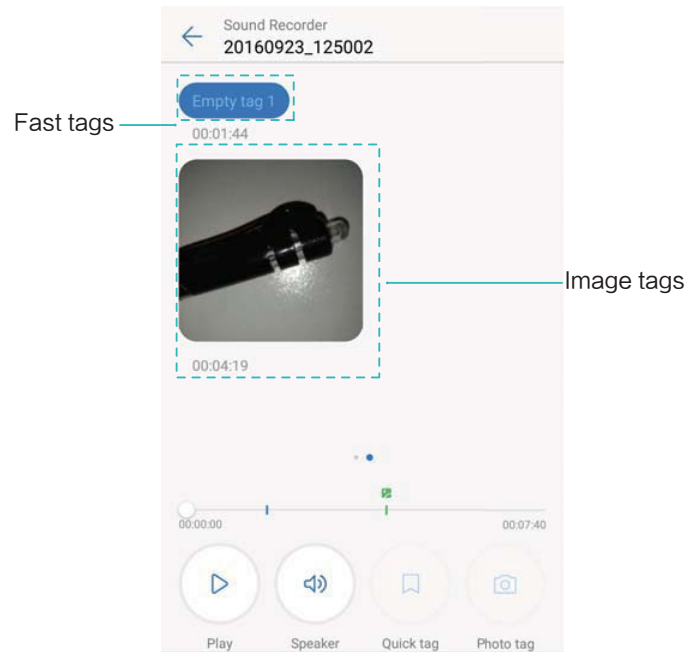 Sound Recorder
20160923_125002
Empty tag 1
Fast tags
00:01:44
Image tags
00:04:19
00:00:00
00:07:40
Play
Speaker
Quick tag
Photo tag